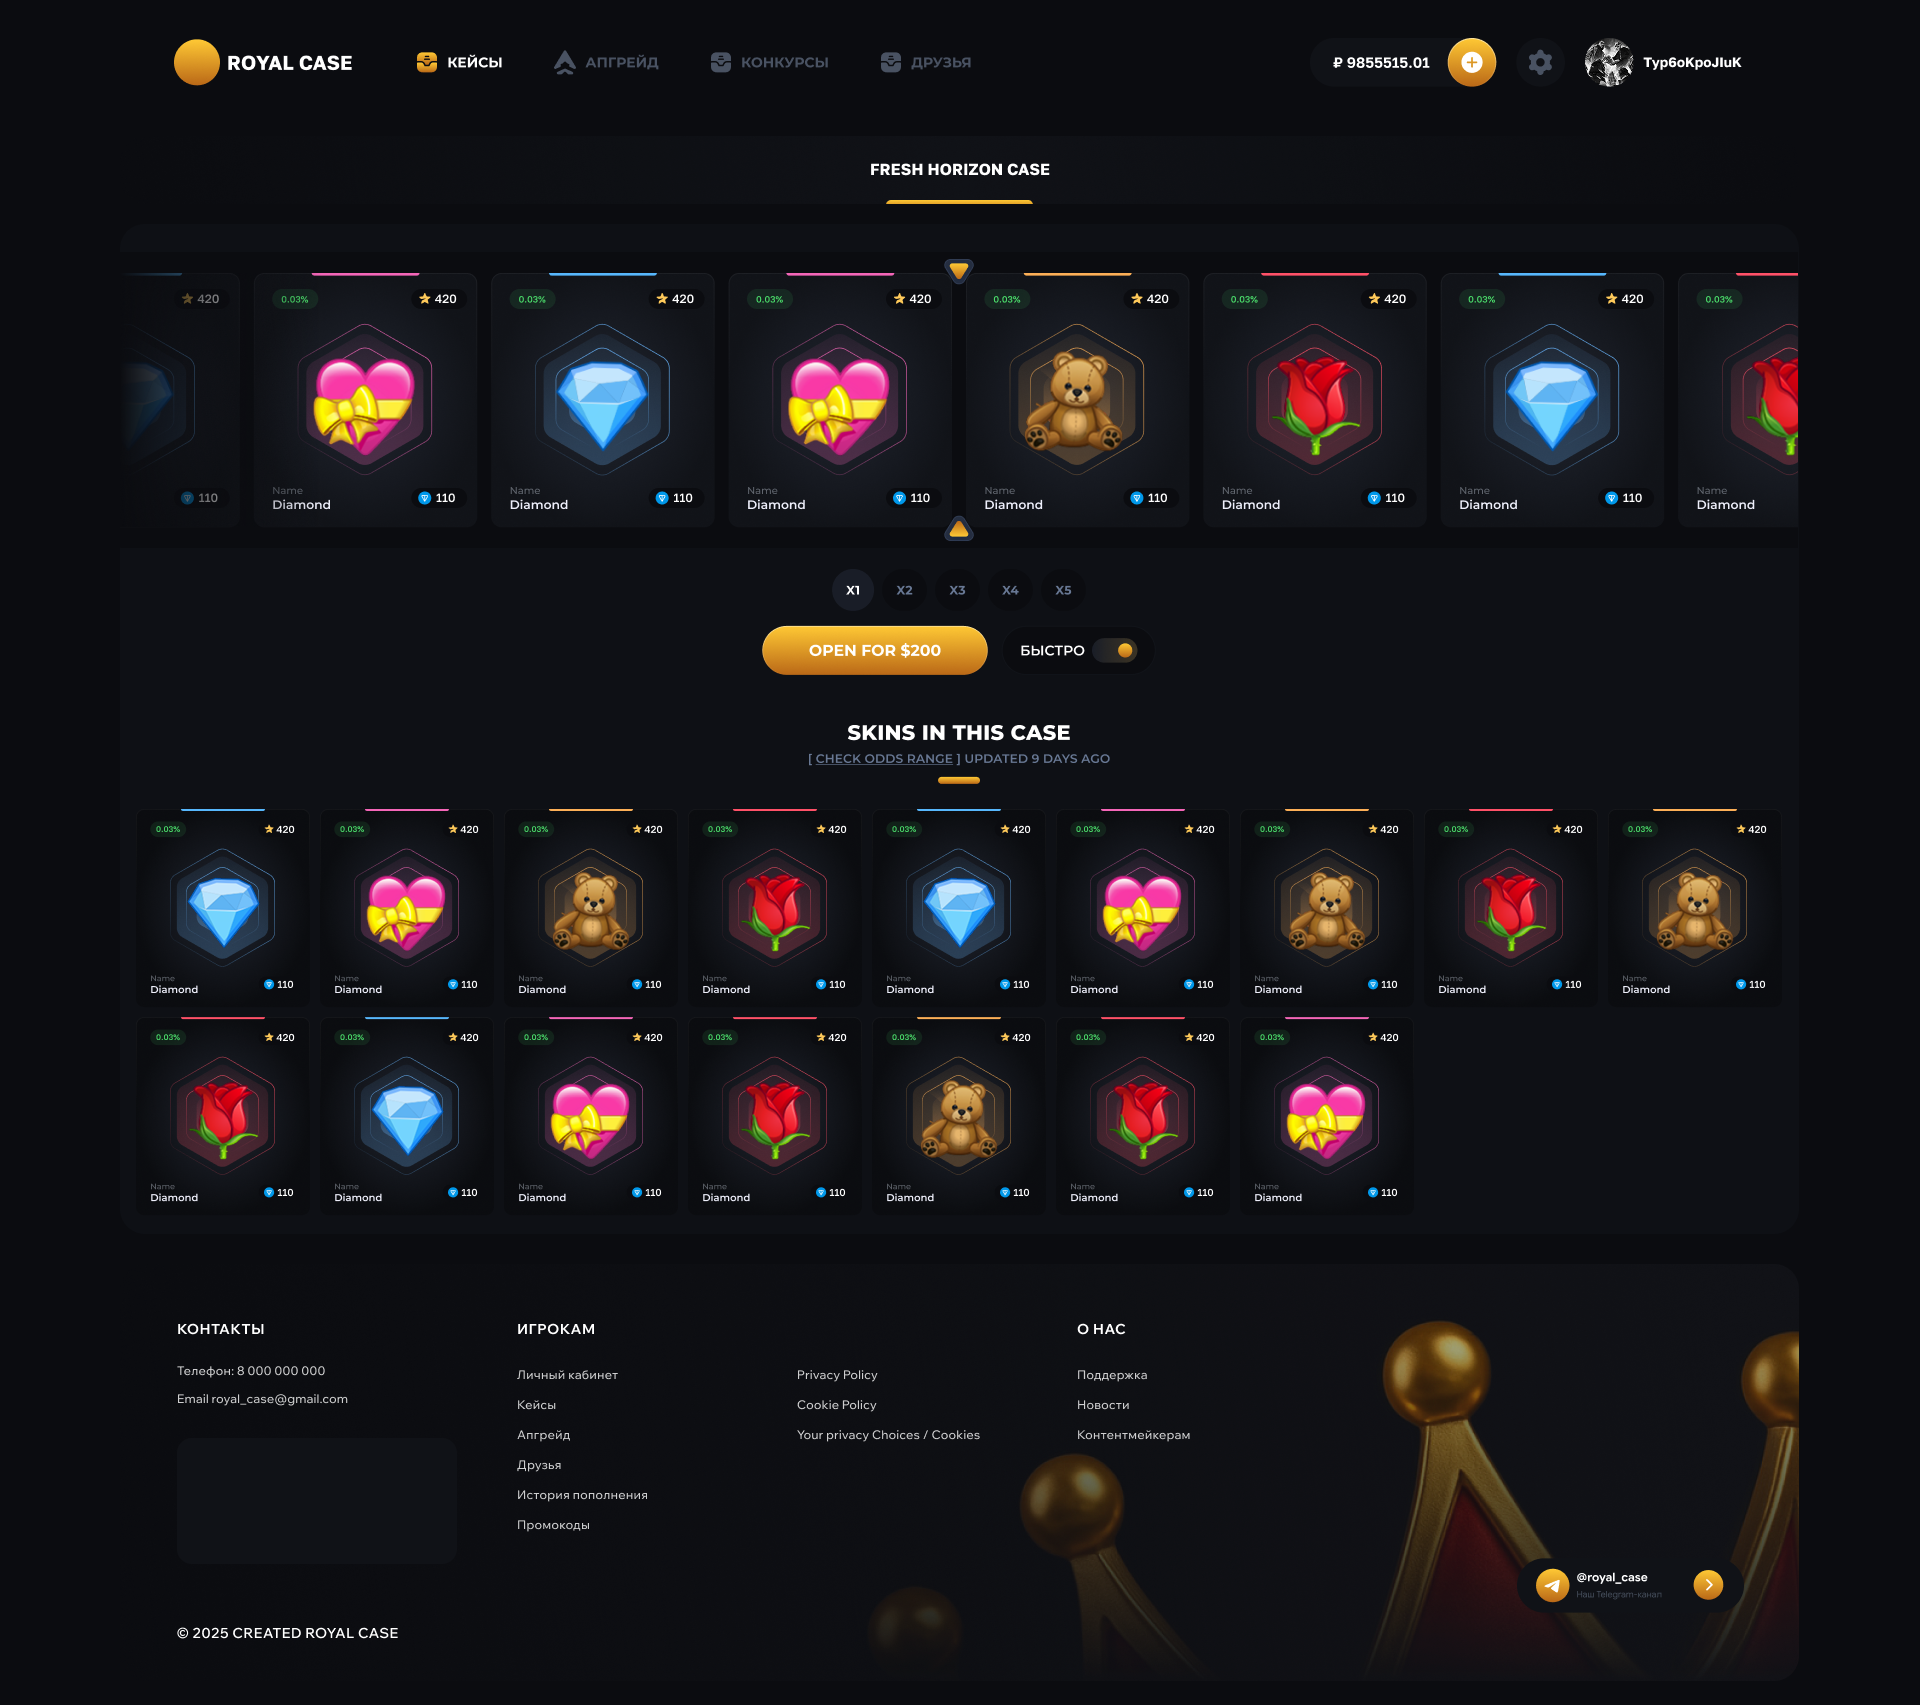 ROYAL CASE
КЕЙСЫ
АПГРЕЙД
КОНКУРСЫ
ДРУЗЬЯ
₽ 9855515.01
Typ6oKpoJIuK
FRESH HORIZON CASE
420
0.03% 420
0.03% 420
0.03% 420
0.03% 420
0.03% 420
0.03% 420
0.03%
110
Name
Diamond 110
Name
Diamond 110
Name
Diamond 110
Name
Diamond 110
Name
Diamond 110
Name
Diamond 110
Name
Diamond
X1 X2 X3 X4 X5
OPEN FOR $200
БЫСТРО
SKINS IN THIS CASE
[ CHECK ODDS RANGE ] UPDATED 9 DAYS AGO
0.03% 420
0.03% 420
0.03% 420
0.03% 420
0.03% 420
0.03% 420
0.03% 420
0.03% 420
0.03% 420
Name
Diamond 110
Name
Diamond 110
Name
Diamond 110
Name
Diamond 110
Name
Diamond 110
Name
Diamond 110
Name
Diamond 110
Name
Diamond 110
Name
Diamond 110
0.03% 420
0.03% 420
0.03% 420
0.03% 420
0.03% 420
0.03% 420
0.03% 420
Name
Diamond 110
Name
Diamond 110
Name
Diamond 110
Name
Diamond 110
Name
Diamond 110
Name
Diamond 110
Name
Diamond 110
КОНТАКТЫ
Телефон: 8 000 000 000
Email royal_case@gmail.com
ИГРОКАМ
Личный кабинет
Кейсы
Апгрейд
Друзья
История пополнения
Промокоды
Privacy Policy
Cookie Policy
Your privacy Choices / Cookies
О НАС
Поддержка
Новости
Контентмейкерам
@royal_case
Наш Telegram-канал
© 2025 CREATED ROYAL CASE